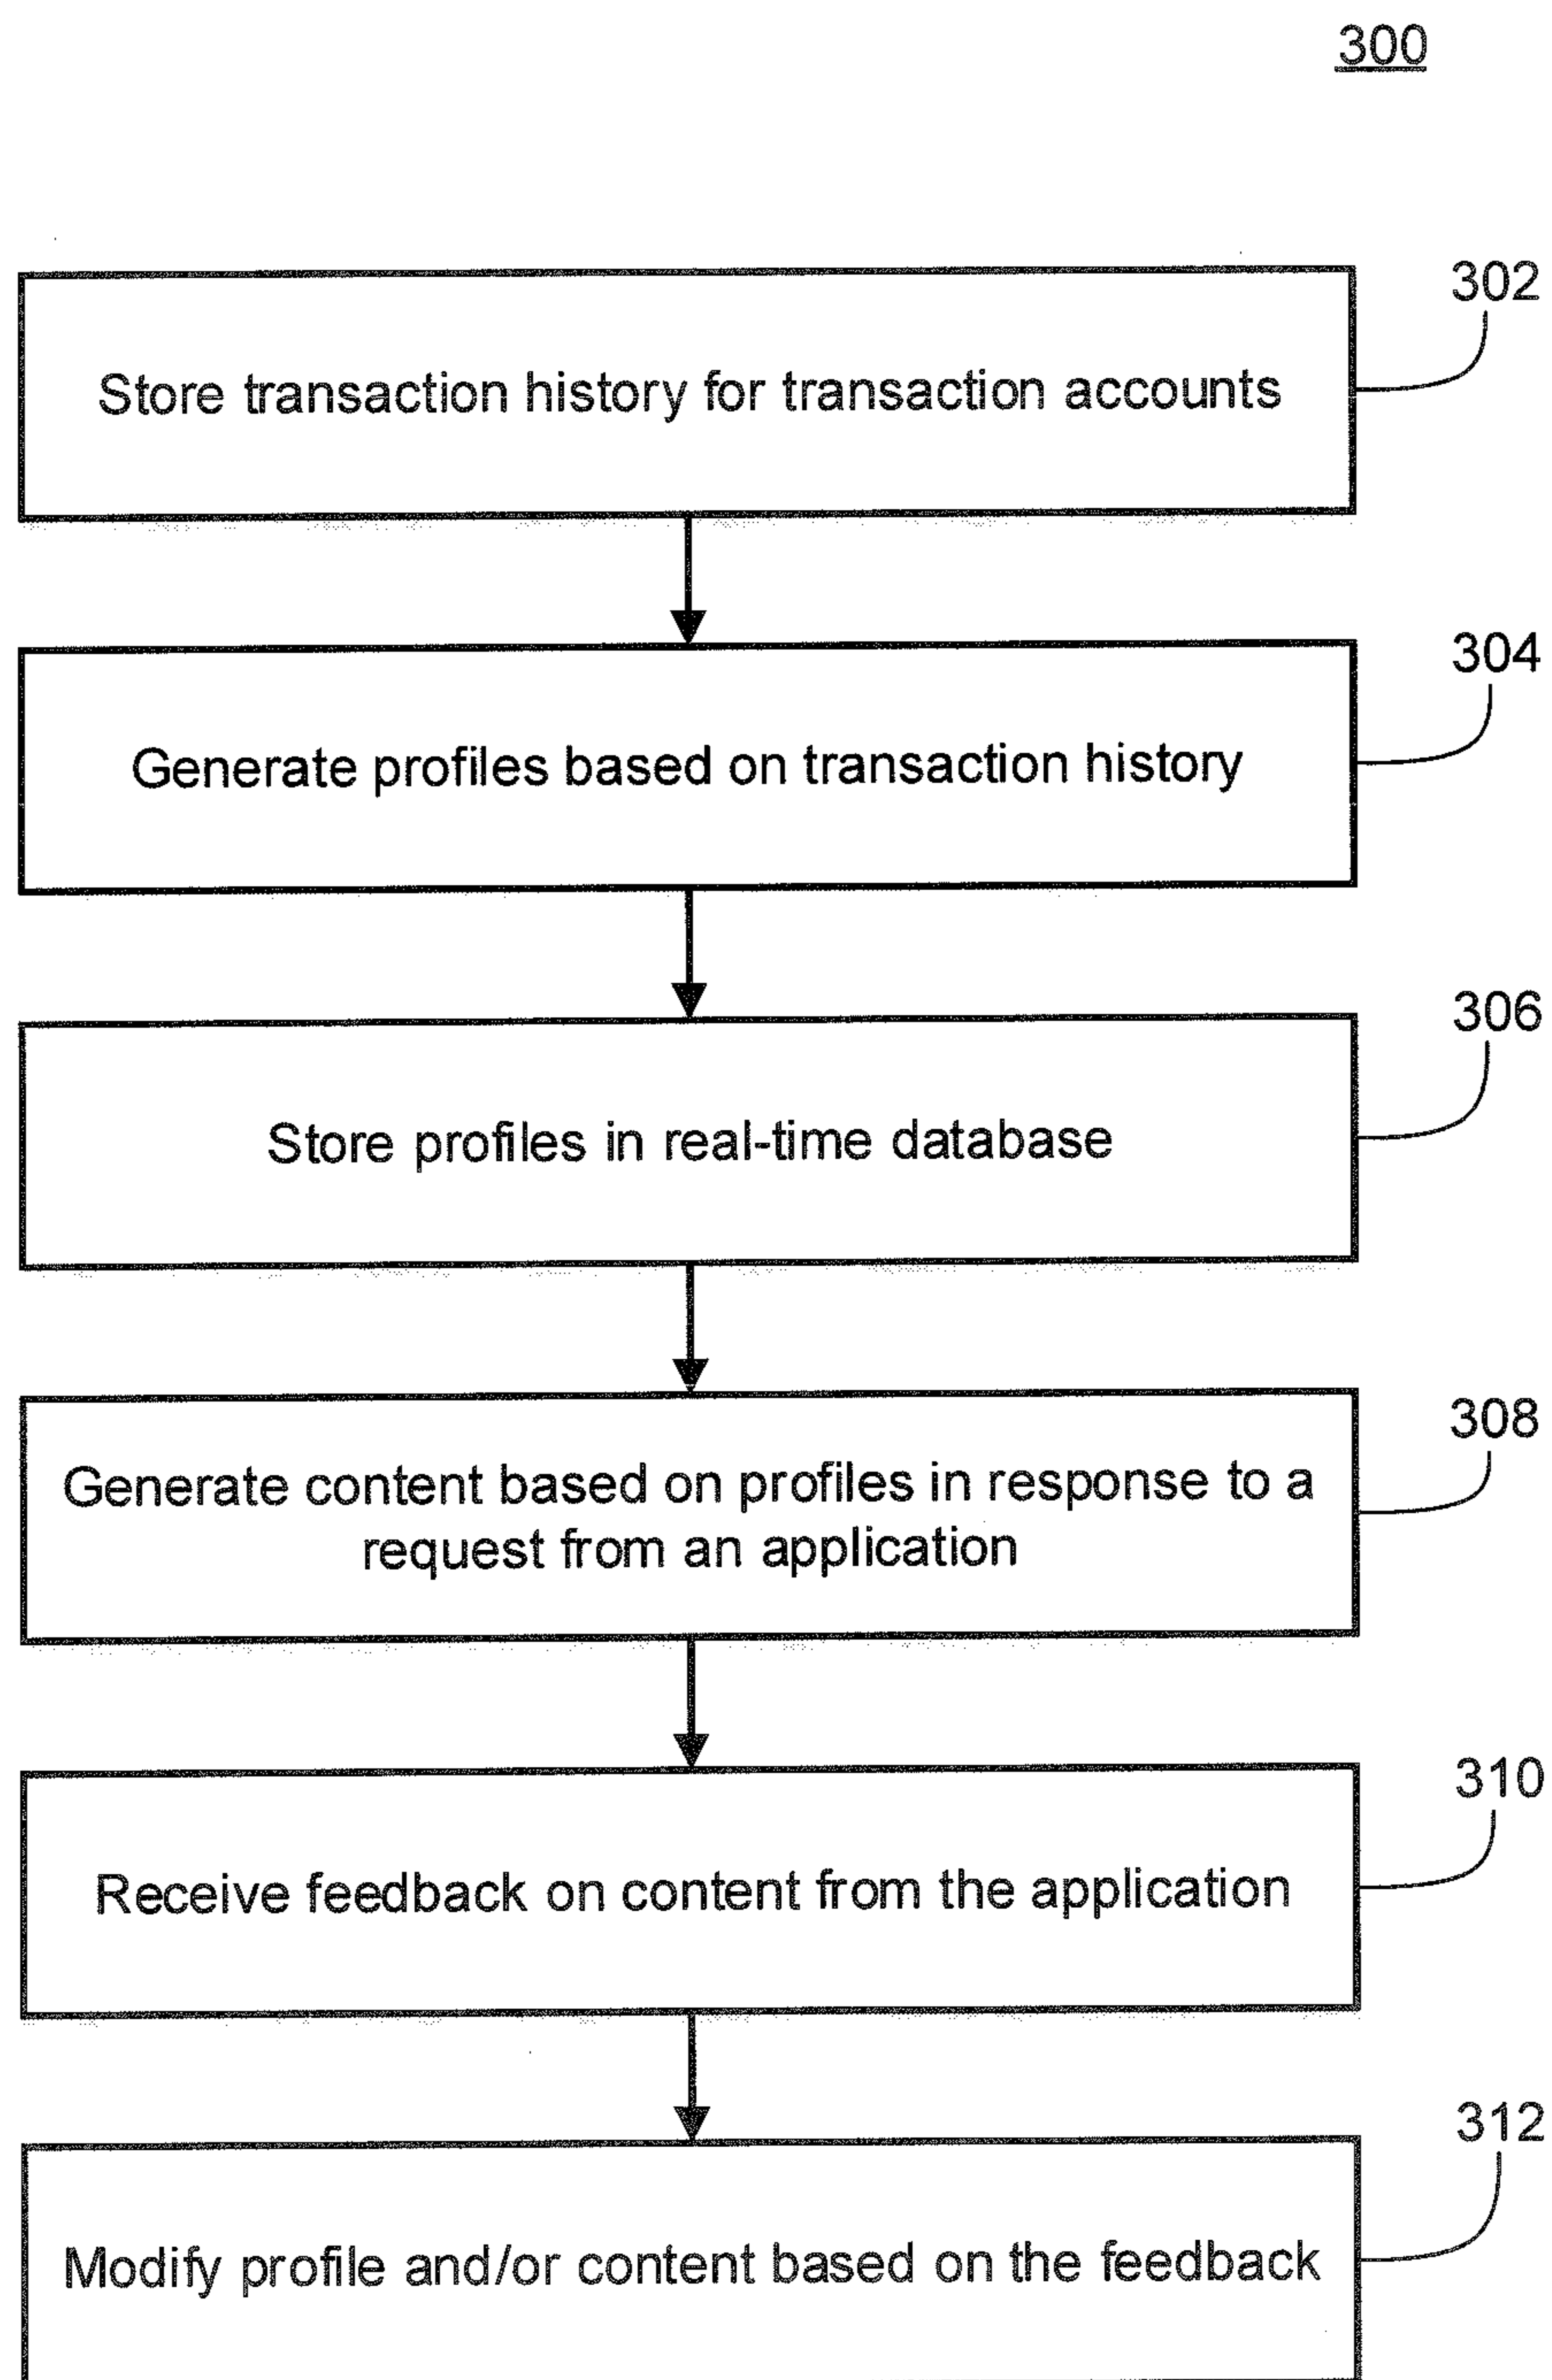 300
302
Store transaction history for transaction accounts
304
Generate profiles based on transaction history
306
Store profiles in real-time database
308
Generate content based on profiles in response to a
request from an application
310
Receive feedback on content from the application
312
Modify profile and/or content based on the feedback